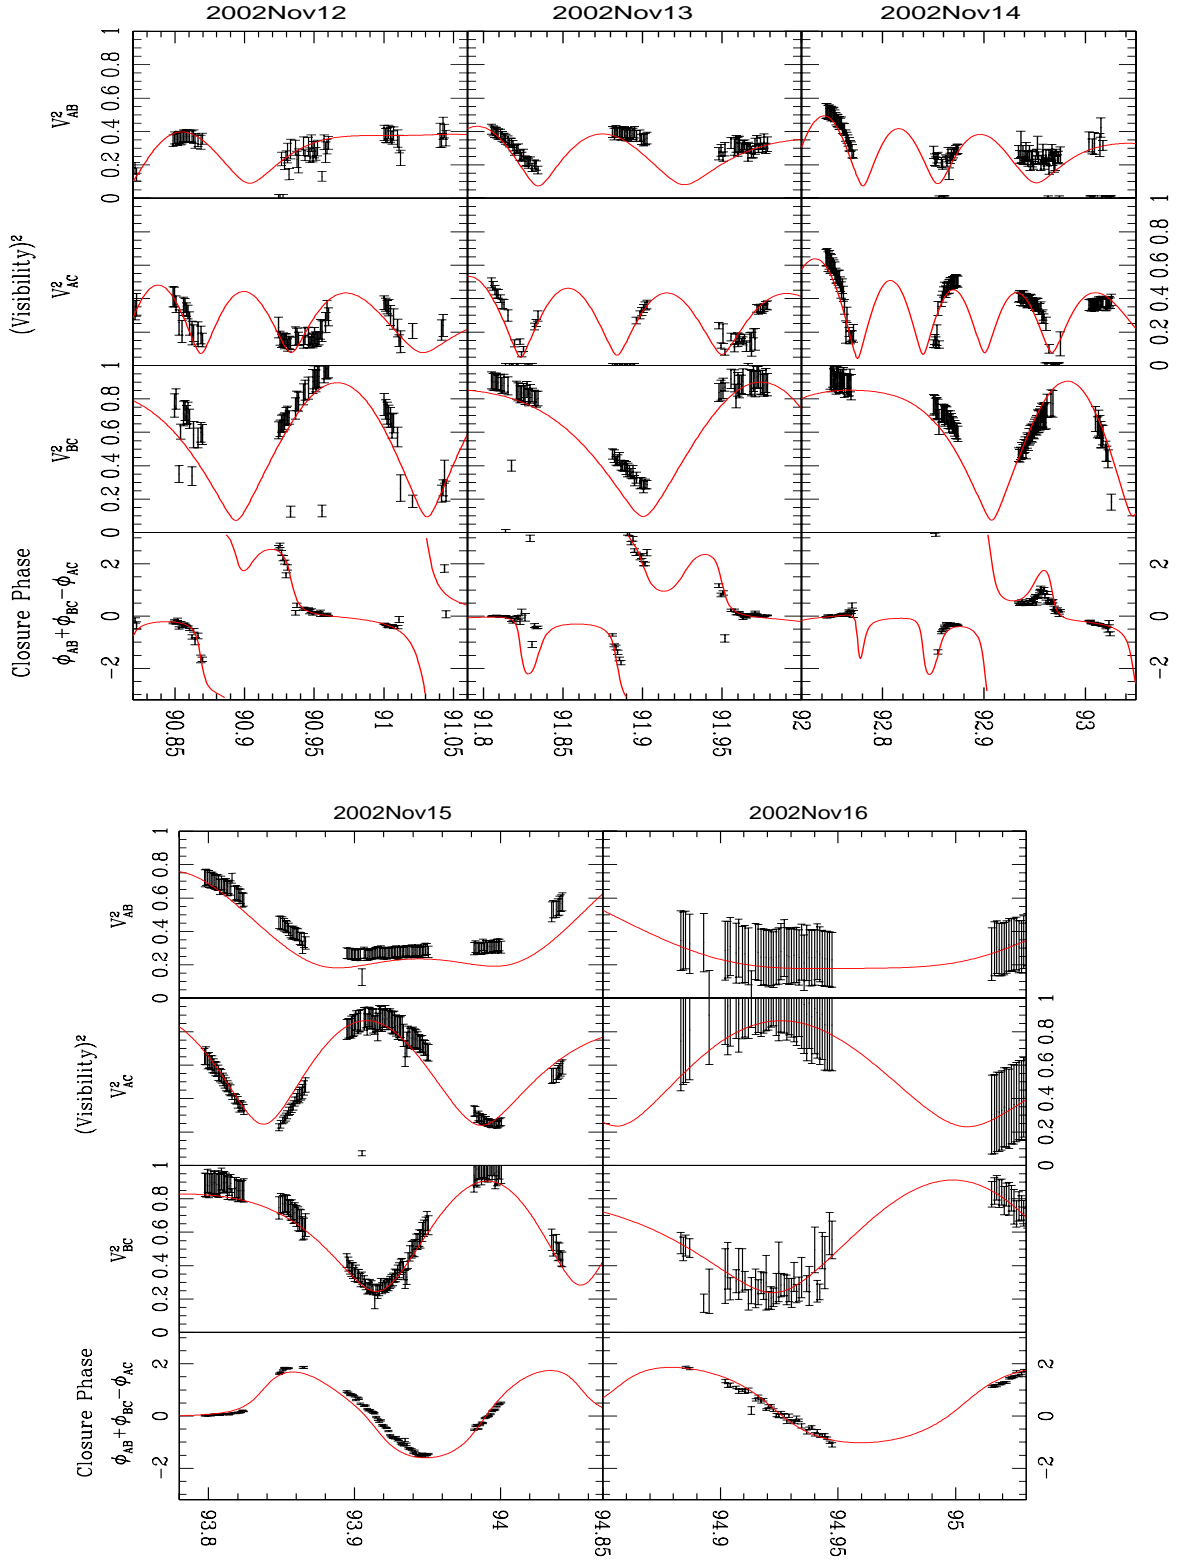 2002Nov12 2002Nov13 2002Nov14
V²AB
0 0.2 0.4 0.6 0.8 1
(Visibility)²
V²AC
0 0.2 0.4 0.6 0.8 1
V²BC
0 0.2 0.4 0.6 0.8 1
Closure Phase
ϕAB+ϕBC−ϕAC
−2 0 2
−2 0 2
90.85 90.9 90.95 91 91.05
91.8 91.85 91.9 91.95 92
92.8 92.9 93
2002Nov15 2002Nov16
V²AB
0 0.2 0.4 0.6 0.8 1
(Visibility)²
V²AC
0 0.2 0.4 0.6 0.8 1
V²BC
0 0.2 0.4 0.6 0.8 1
Closure Phase
ϕAB+ϕBC−ϕAC
−2 0 2
−2 0 2
93.8 93.9 94
94.85 94.9 94.95 95